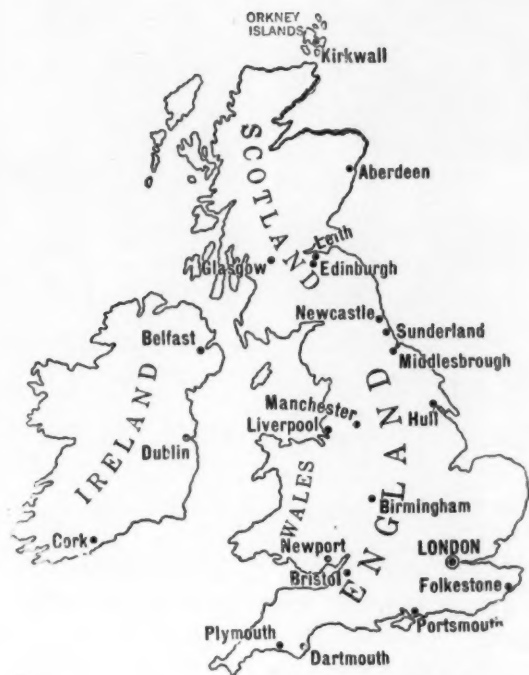 ORKNEY
ISLANDS
Kirkwall
SCOTLAND
Aberdeen
Leith
Glasgow
Edinburgh
Newcastle
Sunderland
Belfast
Middlesbrough
IRELAND
Manchester
Hull
Liverpool
Dublin
ENGLAND
WALES
Birmingham
Cork
Newport
LONDON
Bristol
Folkestone
Portsmouth
Plymouth
Dartmouth